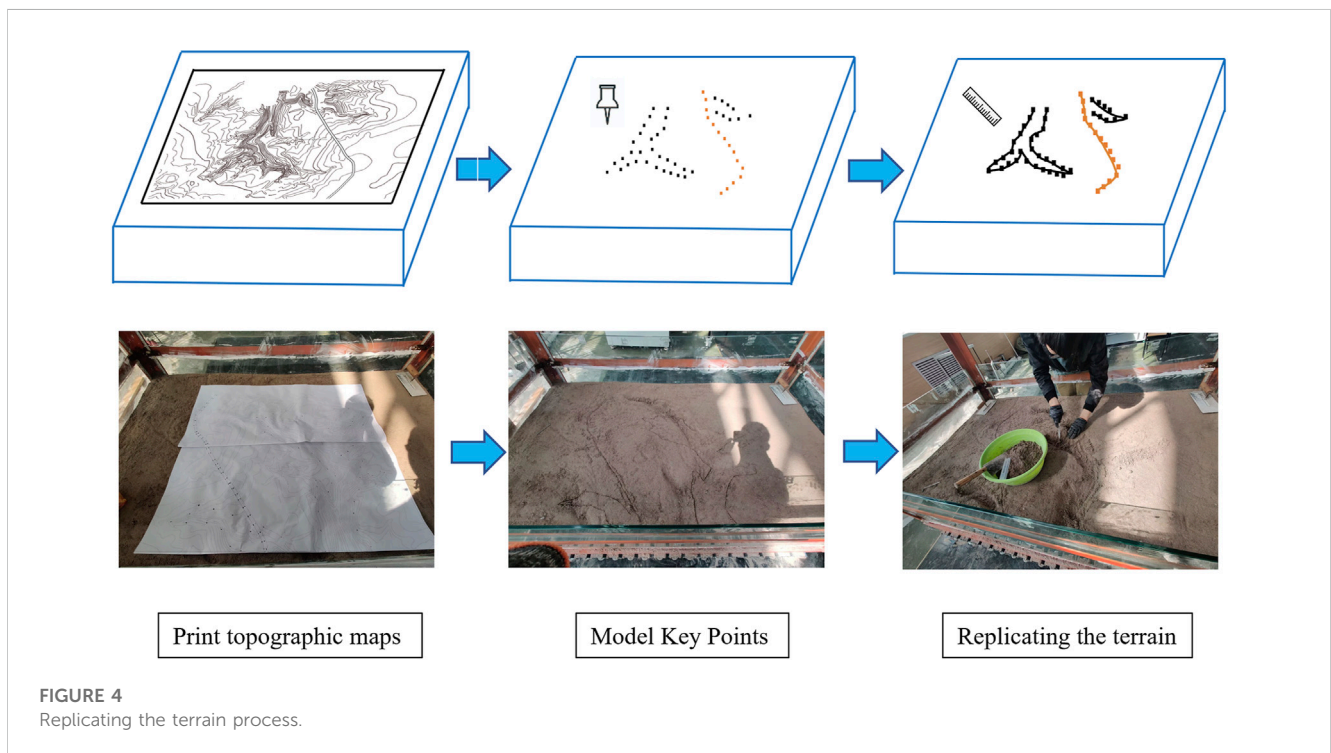 Print topographic maps
Model Key Points
Replicating the terrain
FIGURE 4
Replicating the terrain process.